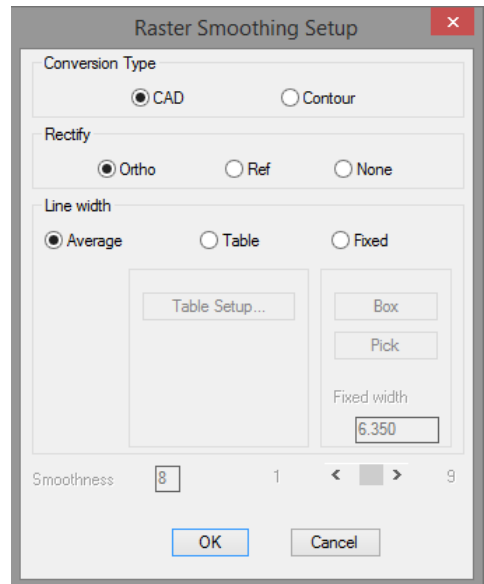 Raster Smoothing Setup
Conversion Type
CAD Contour
Rectify
Ortho Ref None
Line width
Average Table Fixed
Table Setup... Box
Pick
Fixed width
6.350
Smoothness 8 1 9
OK Cancel